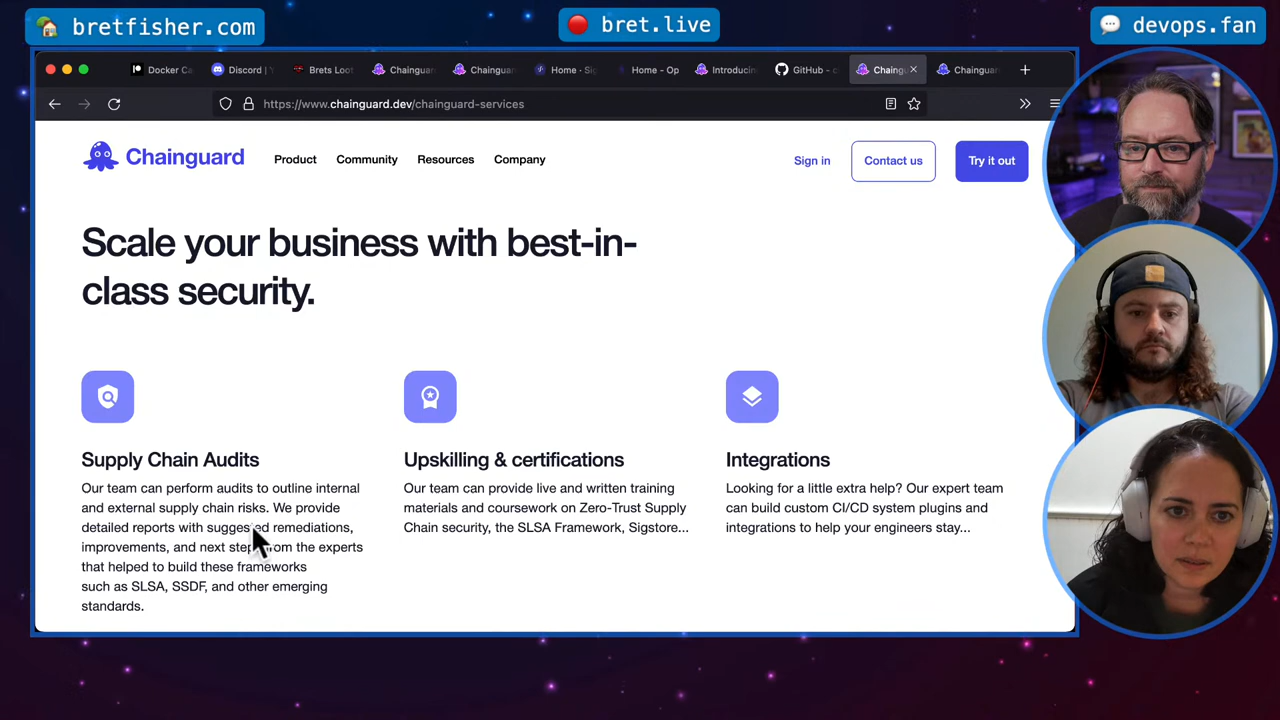 bretfisher.com
bret.live
devops.fan
Docker Ca
Discord | Y
Brets Loot
Chainguar
Chainguar
Home · Sig
Home - Op
Introducin
GitHub - c
Chaing
Chainguar
https://www.chainguard.dev/chainguard-services
Chainguard
Product
Community
Resources
Company
Sign in
Contact us
Try it out
Scale your business with best-in-
class security.
Supply Chain Audits
Our team can perform audits to outline internal
and external supply chain risks. We provide
detailed reports with suggested remediations,
improvements, and next steps from the experts
that helped to build these frameworks
such as SLSA, SSDF, and other emerging
standards.
Upskilling & certifications
Our team can provide live and written training
materials and coursework on Zero-Trust Supply
Chain security, the SLSA Framework, Sigstore...
Integrations
Looking for a little extra help? Our expert team
can build custom CI/CD system plugins and
integrations to help your engineers stay...